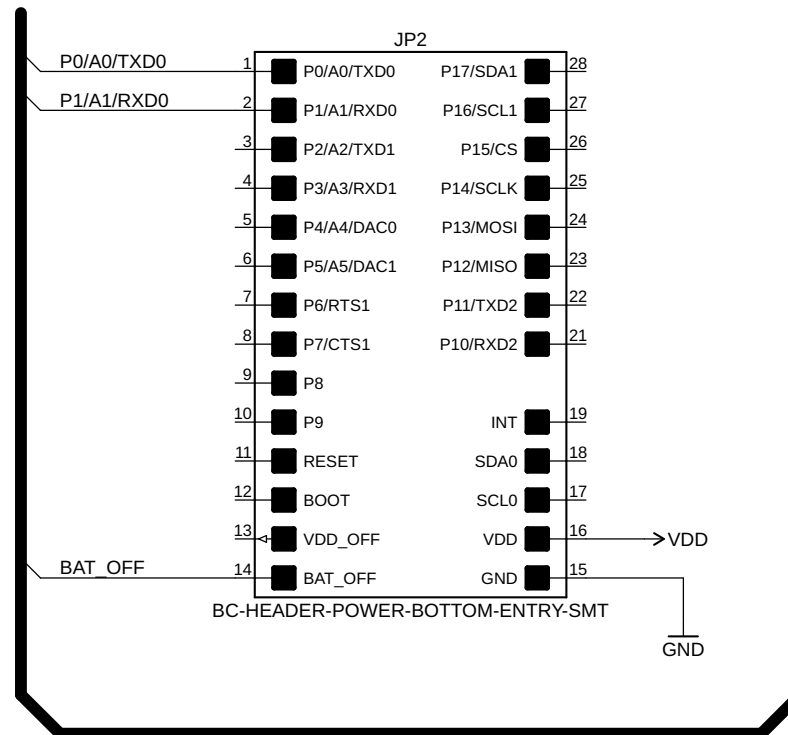 JP2
P0/A0/TXD0 1 P0/A0/TXD0 P17/SDA1 28
P1/A1/RXD0 2 P1/A1/RXD0 P16/SCL1 27
3 P2/A2/TXD1 P15/CS 26
4 P3/A3/RXD1 P14/SCLK 25
5 P4/A4/DAC0 P13/MOSI 24
6 P5/A5/DAC1 P12/MISO 23
7 P6/RTS1 P11/TXD2 22
8 P7/CTS1 P10/RXD2 21
9 P8
10 P9 INT 19
11 RESET SDA0 18
12 BOOT SCL0 17
13 VDD_OFF VDD 16 VDD
BAT_OFF 14 BAT_OFF GND 15
BC-HEADER-POWER-BOTTOM-ENTRY-SMT
GND